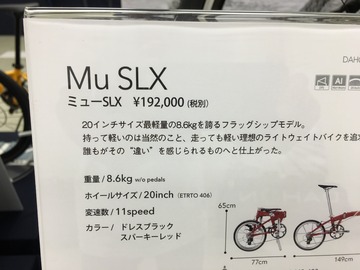 DAHO
Mu SLX
ミューSLX ¥192,000 (税別)
20インチサイズ最軽量の8.6kgを誇るフラッグシップモデル。
持って軽いのは当然のこと、走っても軽い理想のライトウェイトバイクを追求
誰もがその“違い”を感じられるものへと仕上がった。
重量 / 8.6kg w/o pedals
ホイールサイズ / 20inch (ETRTO 406)
変速数 / 11speed
カラー / ドレスブラック
スパーキーレッド
65cm
77cm
149cm